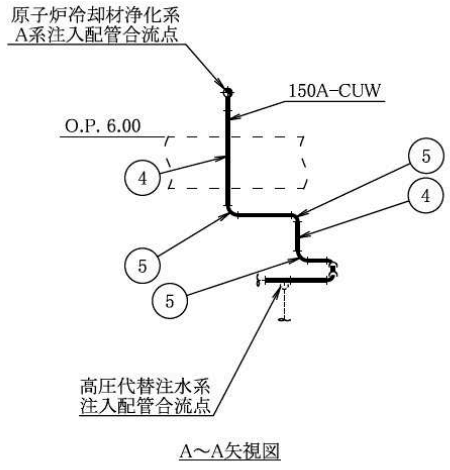 原子炉冷却材浄化系
A系注入配管合流点
150A-CUW
O.P. 6.00
5
4
4
5
5
高圧代替注水系
注入配管合流点
A～A矢視図